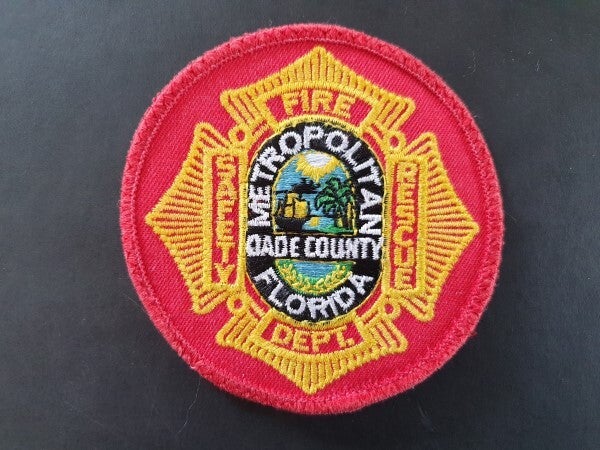 FIRE
SAFETY
RESCUE
METROPOLITAN
DADE COUNTY
FLORIDA
DEPT.